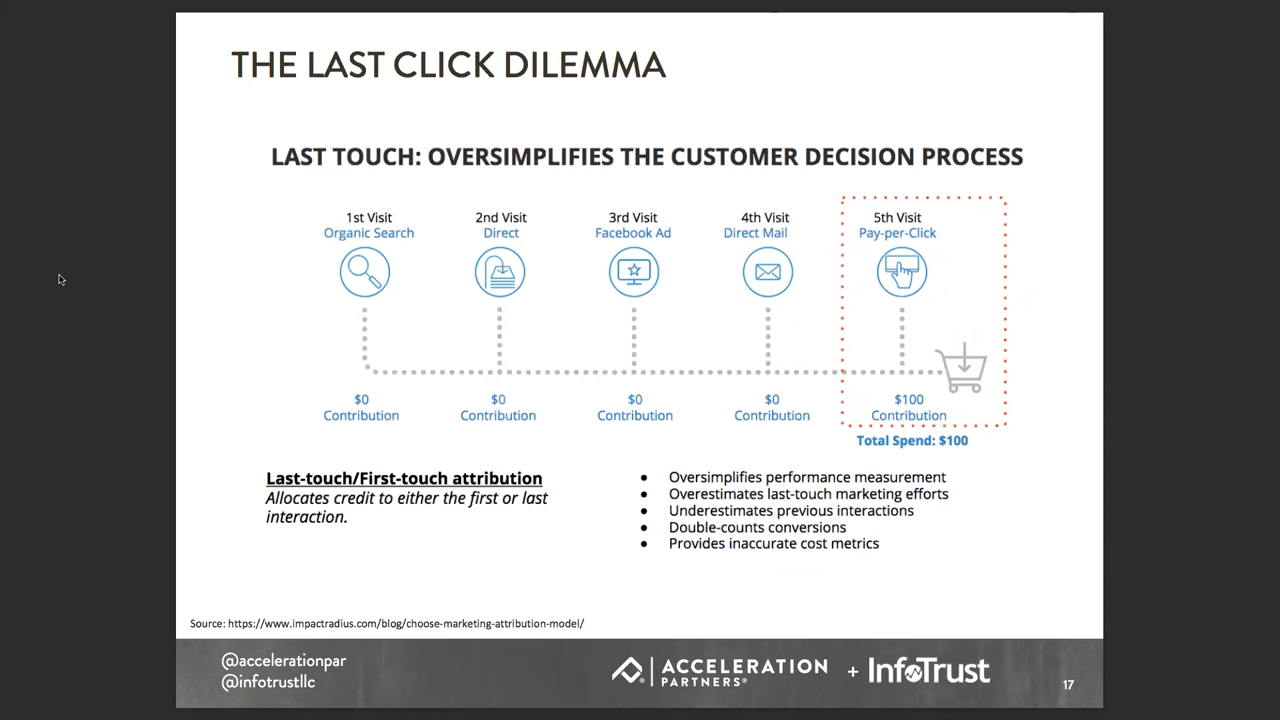 THE LAST CLICK DILEMMA
LAST TOUCH: OVERSIMPLIFIES THE CUSTOMER DECISION PROCESS
1st Visit
Organic Search
2nd Visit
Direct
3rd Visit
Facebook Ad
4th Visit
Direct Mail
5th Visit
Pay-per-Click
$0
Contribution
$0
Contribution
$0
Contribution
$0
Contribution
$100
Contribution
Total Spend: $100
Last-touch/First-touch attribution
Allocates credit to either the first or last
interaction.
• Oversimplifies performance measurement
• Overestimates last-touch marketing efforts
• Underestimates previous interactions
• Double-counts conversions
• Provides inaccurate cost metrics
Source: https://www.impactradius.com/blog/choose-marketing-attribution-model/
@accelerationpar
@infotrustllc
ACCELERATION
PARTNERS®
+ InfoTrust
17